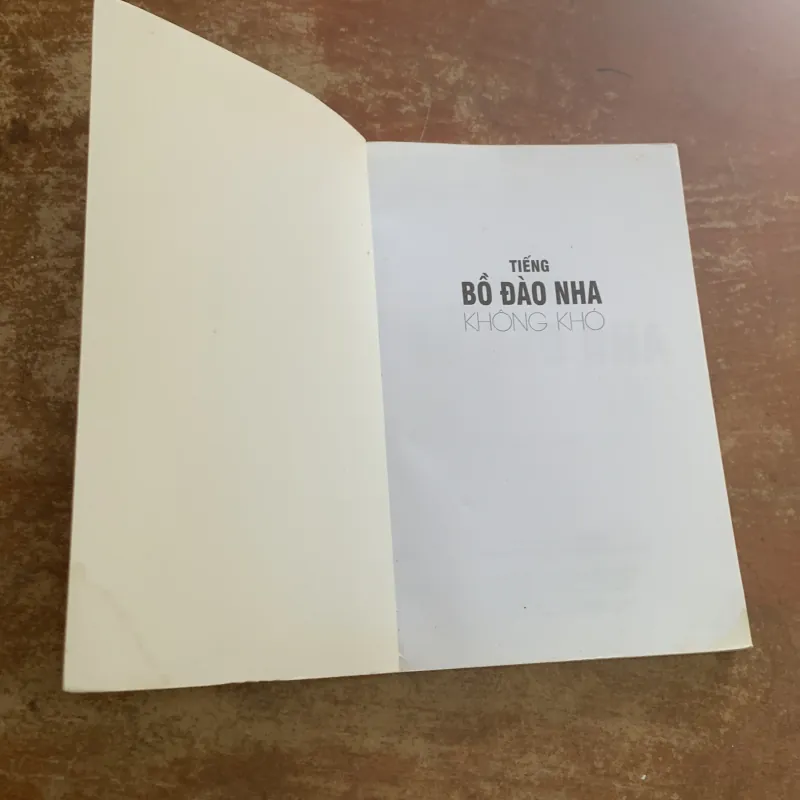 TIẾNG
BỒ ĐÀO NHA
KHÔNG KHÓ